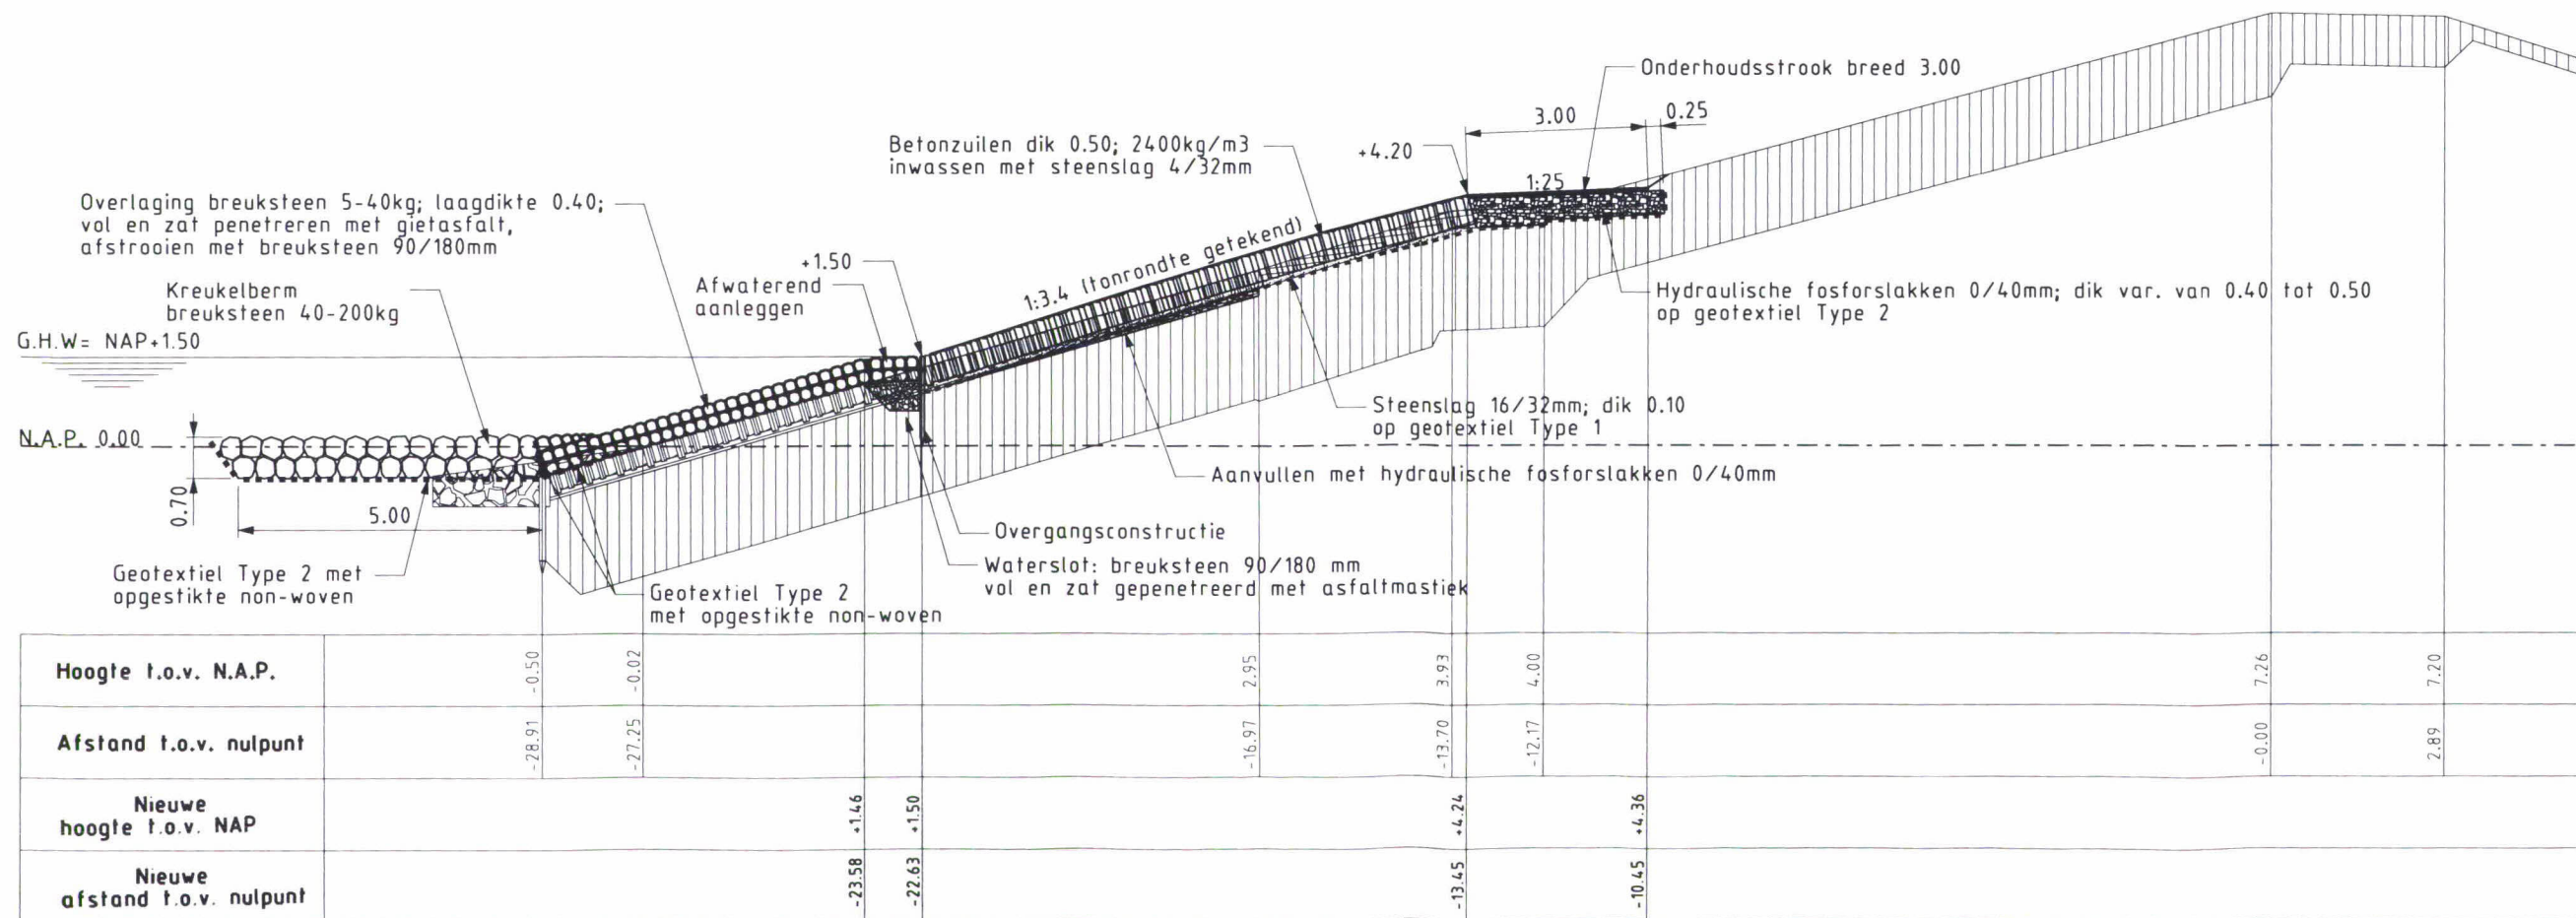 Onderhoudsstrook breed 3.00
3.00
0.25
Betonzuilen dik 0.50; 2400kg/m3
inwassen met steenslag 4/32mm
+4.20
1:25
Overlaging breuksteen 5-40kg; laagdikte 0.40;
vol en zat penetreren met gietasfalt,
afstrooien met breuksteen 90/180mm
+1.50
1:3.4 (tonrondte getekend)
Afwaterend
aanleggen
Kreukelberm
breuksteen 40-200kg
Hydraulische fosforslakken 0/40mm; dik var. van 0.40 tot 0.50
op geotextiel Type 2
G.H.W= NAP+1.50
Steenslag 16/32mm; dik 0.10
op geotextiel Type 1
N.A.P. 0.00
Aanvullen met hydraulische fosforslakken 0/40mm
0.70
5.00
Overgangsconstructie
Waterslot: breuksteen 90/180 mm
vol en zat gepenetreerd met asfaltmastiek
Geotextiel Type 2 met
opgestikte non-woven
Geotextiel Type 2
met opgestikte non-woven
Hoogte t.o.v. N.A.P. -0.50 -0.02 2.95 3.93 4.00 7.26 7.20
Afstand t.o.v. nulpunt -28.91 -27.25 -16.97 -13.70 -12.17 -0.00 2.89
Nieuwe
hoogte t.o.v. NAP +1.46 +1.50 +4.24 +4.36
Nieuwe
afstand t.o.v. nulpunt -23.58 -22.63 -13.45 -10.45